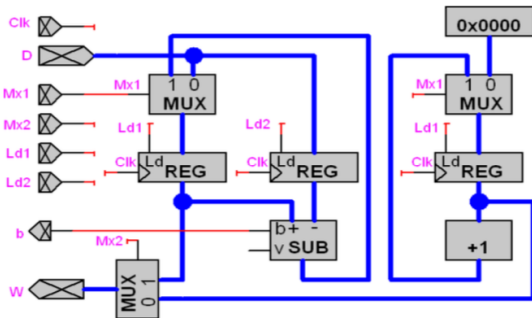 Clk
0x0000
D
1 0
1 0
Mx1
Mx1
MUX
Mx1
MUX
Mx2
Ld1
Ld2
Ld1
Ld1
Clk
Ld
REG
Clk
Ld
REG
Clk
Ld
REG
Ld2
b
b + -
v SUB
+1
Mx2
MUX
1
0
W